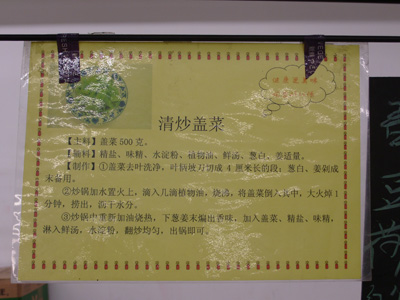 清炒盖菜
【主料】盖菜 500 克。
【辅料】精盐、味精、水淀粉、植物油、鲜汤、葱白、姜适量。
【制作】①盖菜去叶洗净，叶柄坡刀切成 4 厘米长的段；葱白、姜剁成
末备用。
②炒锅加水置火上，滴入几滴植物油，烧沸，将盖菜倒入其中，大火焯 1
分钟，捞出，沥干水分。
③炒锅中重新加油烧热，下葱姜末煸出香味，加入盖菜、精盐、味精，
淋入鲜汤，水淀粉，翻炒均匀，出锅即可。